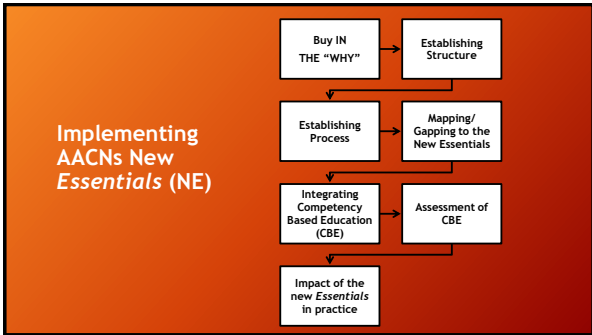 Implementing
AACNs New
Essentials (NE)
Buy IN
THE “WHY”
Establishing
Structure
Establishing
Process
Mapping/
Gapping to the
New Essentials
Integrating
Competency
Based Education
(CBE)
Assessment of
CBE
Impact of the
new Essentials
in practice